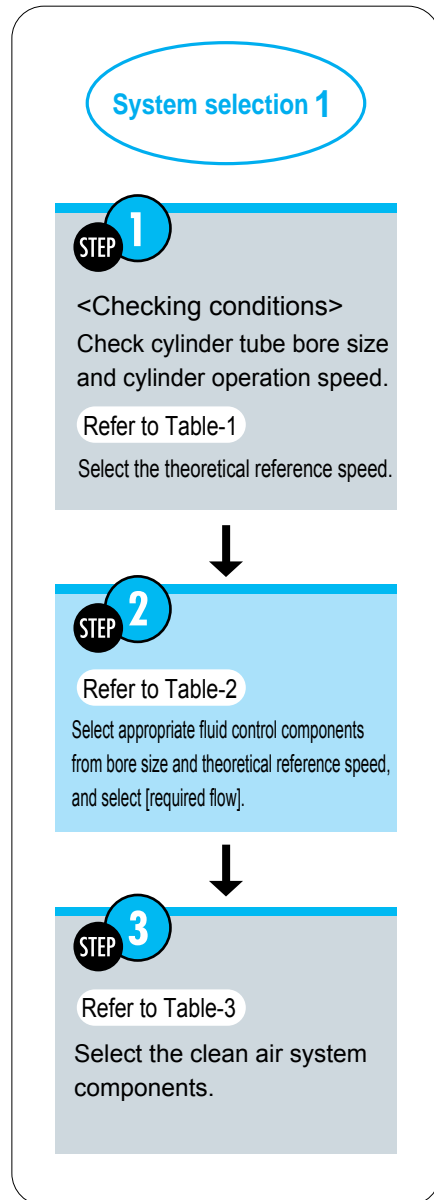 System selection 1
STEP 1
<Checking conditions>
Check cylinder tube bore size
and cylinder operation speed.
Refer to Table-1
Select the theoretical reference speed.
STEP 2
Refer to Table-2
Select appropriate fluid control components
from bore size and theoretical reference speed,
and select [required flow].
STEP 3
Refer to Table-3
Select the clean air system
components.